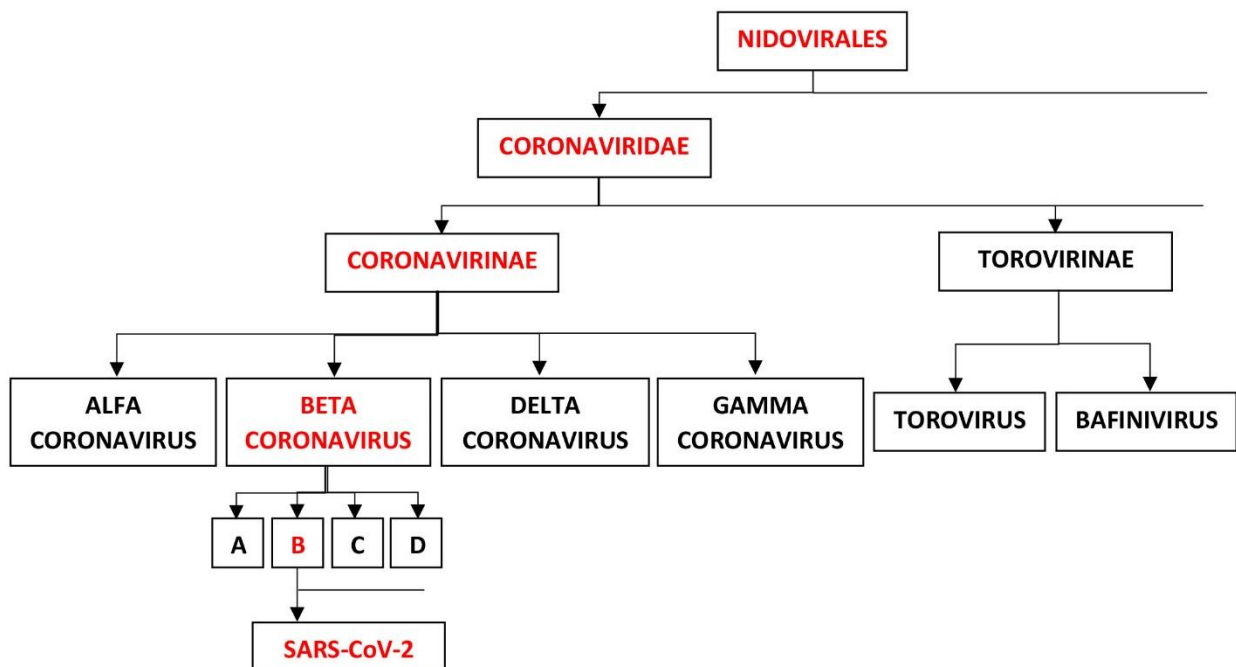 NIDOVIRALES
CORONAVIRIDAE
CORONAVIRINAE
TOROVIRINAE
ALFA
CORONAVIRUS
BETA
CORONAVIRUS
DELTA
CORONAVIRUS
GAMMA
CORONAVIRUS
TOROVIRUS
BAFINIVIRUS
A
B
C
D
SARS-CoV-2